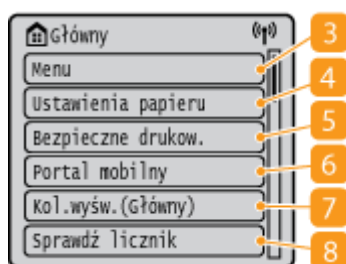 Główny
Menu 3
Ustawienia papieru 4
Bezpieczne drukow. 5
Portal mobilny 6
Kol.wyśw.(Główny) 7
Sprawdź licznik 8